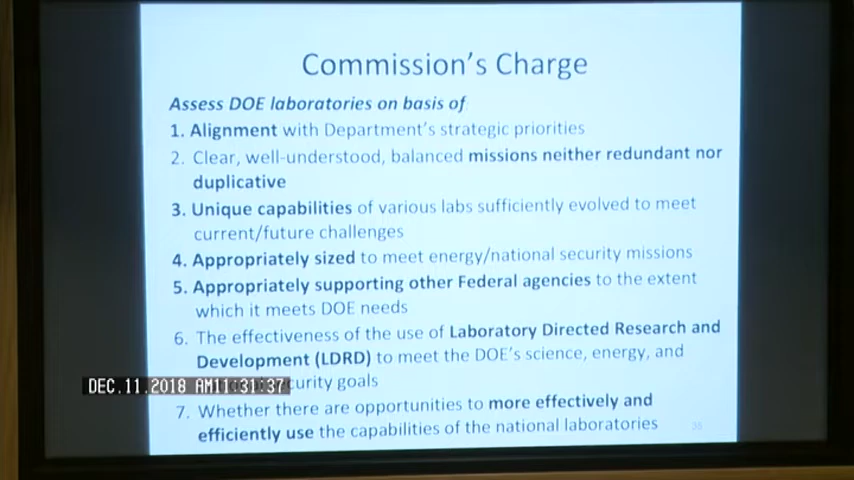 Commission's Charge
Assess DOE laboratories on basis of
1. Alignment with Department's strategic priorities
2. Clear, well-understood, balanced missions neither redundant nor
duplicative
3. Unique capabilities of various labs sufficiently evolved to meet
current/future challenges
4. Appropriately sized to meet energy/national security missions
5. Appropriately supporting other Federal agencies to the extent
which it meets DOE needs
6. The effectiveness of the use of Laboratory Directed Research and
Development (LDRD) to meet the DOE's science, energy, and
curity goals
DEC.11.2018 AM11:31:37
7. Whether there are opportunities to more effectively and
efficiently use the capabilities of the national laboratories